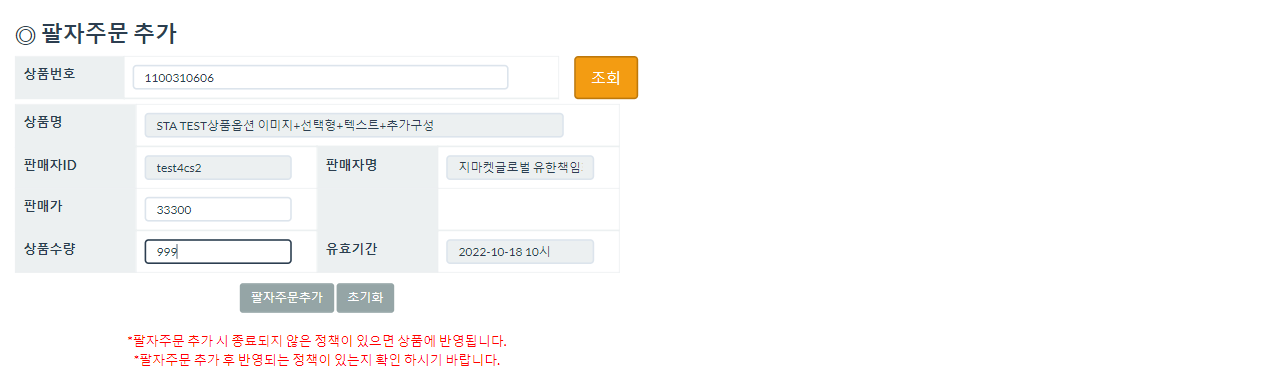 ◎ 팔자주문 추가
상품번호 1100310606 조회
상품명 STA TEST상품옵션 이미지+선택형+텍스트+추가구성
판매자ID test4cs2 판매자명 지마켓글로벌 유한책임
판매가 33300
상품수량 999 유효기간 2022-10-18 10시
팔자주문추가 초기화
*팔자주문 추가 시 종료되지 않은 정책이 있으면 상품에 반영됩니다.
*팔자주문 추가 후 반영되는 정책이 있는지 확인 하시기 바랍니다.